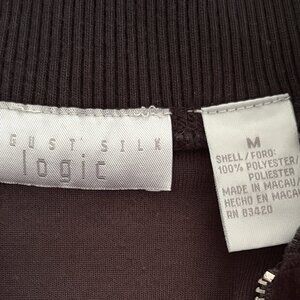 GUST SILK
logic
M
SHELL/FORO:
100% POLYESTER/
POLIESTER
MADE IN MACAU/
HECHO EN MACAU
RN 83420